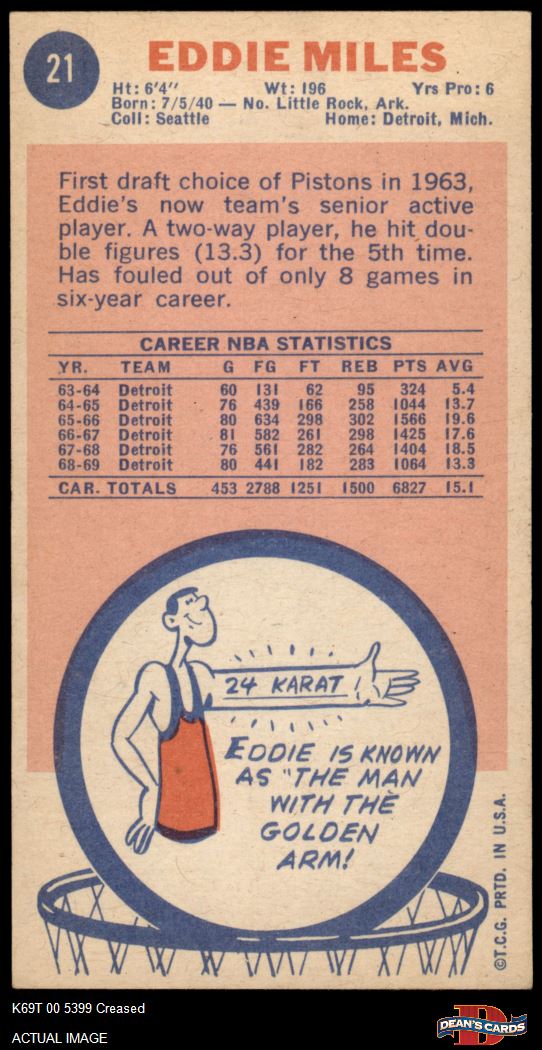 21
EDDIE MILES
Ht: 6'4" Wt: 196 Yrs Pro: 6
Born: 7/5/40 — No. Little Rock, Ark.
Coll: Seattle Home: Detroit, Mich.
First draft choice of Pistons in 1963,
Eddie's now team's senior active
player. A two-way player, he hit dou-
ble figures (13.3) for the 5th time.
Has fouled out of only 8 games in
six-year career.
CAREER NBA STATISTICS
YR. TEAM G FG FT REB PTS AVG
63-64 Detroit 60 131 62 95 324 5.4
64-65 Detroit 76 439 166 258 1044 13.7
65-66 Detroit 80 634 298 302 1566 19.6
66-67 Detroit 81 582 261 298 1425 17.6
67-68 Detroit 76 561 282 264 1404 18.5
68-69 Detroit 80 441 182 283 1064 13.3
CAR. TOTALS 453 2788 1251 1500 6827 15.1
24 KARAT
EDDIE IS KNOWN
AS "THE MAN
WITH THE
GOLDEN
ARM!
©T.C.G. PRTD. IN U.S.A.
K69T 00 5399 Creased
ACTUAL IMAGE
D
DEAN'S CARDS